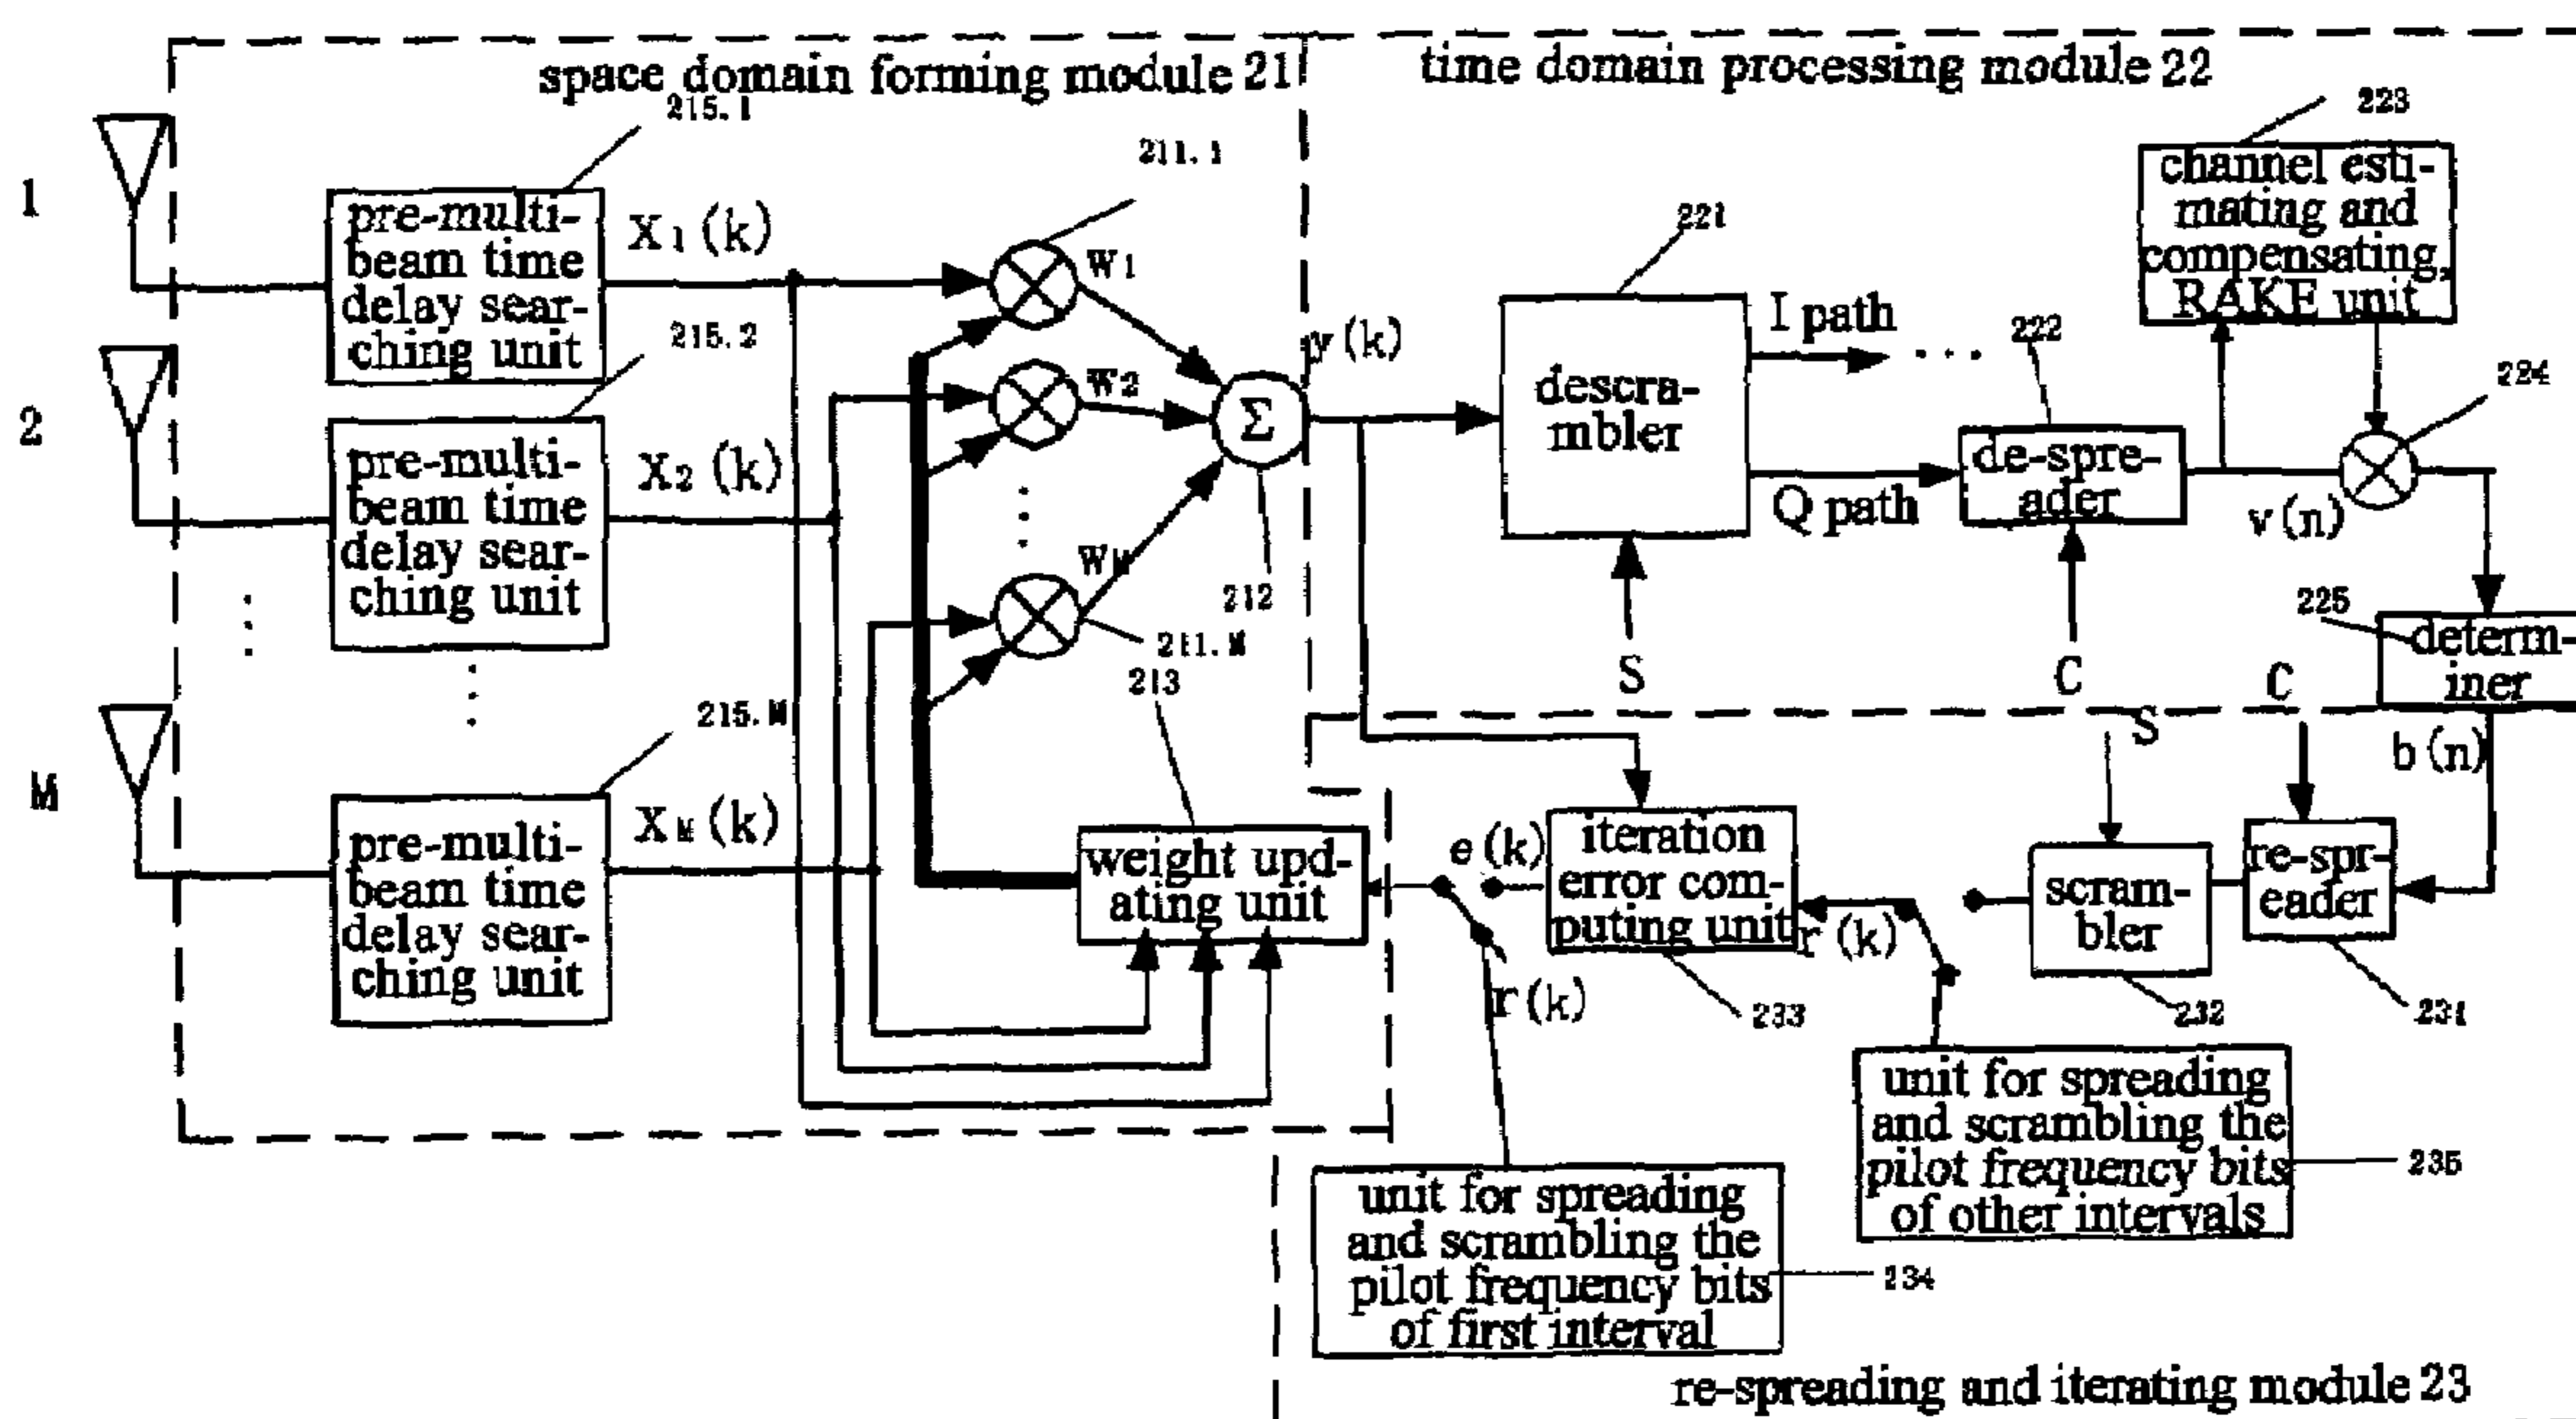 space domain forming module 21
time domain processing module 22
215.1
223
211.1
1
pre-multi-
beam time
delay sear-
ching unit
X1(k)
W1
221
channel esti-
mating and
compensating,
RAKE unit
I path
...
222
224
2
215.2
pre-multi-
beam time
delay sear-
ching unit
X2(k)
W2
Σ
y(k)
descra-
mbler
de-spre-
ader
Q path
v(n)
WM
212
211.M
213
S
C
225
determ-
iner
M
215.M
pre-multi-
beam time
delay sear-
ching unit
XM(k)
weight upd-
ating unit
e(k)
r(k)
iteration
error com-
puting unit
r(k)
S
C
b(n)
scram-
bler
re-spr-
eader
233
232
231
unit for spreading
and scrambling the
pilot frequency bits
of other intervals
235
unit for spreading
and scrambling the
pilot frequency bits
of first interval
234
re-spreading and iterating module 23